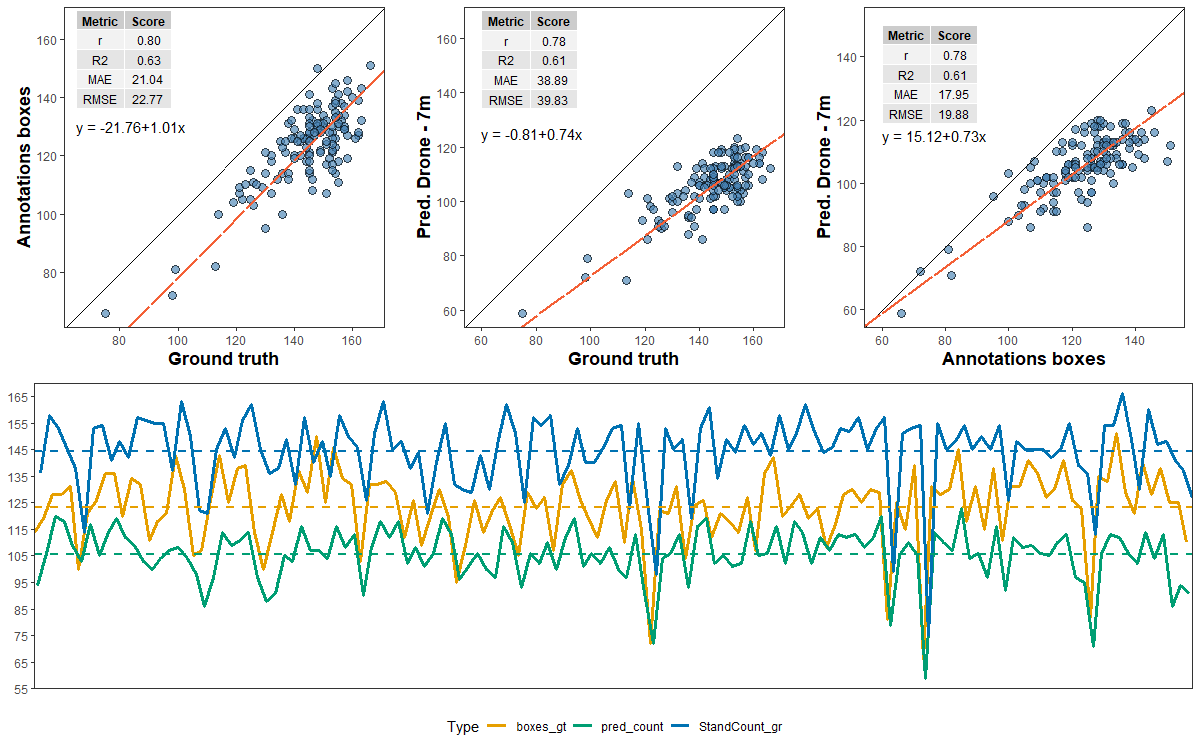 Metric Score
r 0.80
R2 0.63
MAE 21.04
RMSE 22.77
y = -21.76+1.01x
160
140
120
100
80
Annotations boxes
80 100 120 140 160
Ground truth
Metric Score
r 0.78
R2 0.61
MAE 38.89
RMSE 39.83
y = -0.81+0.74x
160
140
120
100
80
60
Pred. Drone - 7m
60 80 100 120 140 160
Ground truth
Metric Score
r 0.78
R2 0.61
MAE 17.95
RMSE 19.88
y = 15.12+0.73x
140
120
100
80
60
Pred. Drone - 7m
60 80 100 120 140
Annotations boxes
165
155
145
135
125
115
105
95
85
75
65
55
Type boxes_gt pred_count StandCount_gr